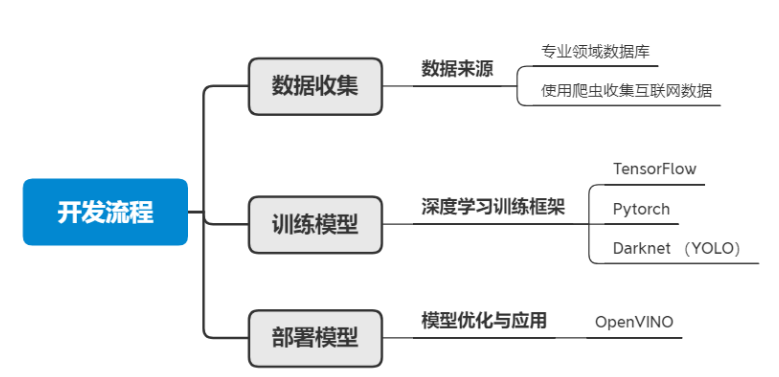 开发流程
数据收集
数据来源
专业领域数据库
使用爬虫收集互联网数据
训练模型
深度学习训练框架
TensorFlow
Pytorch
Darknet （YOLO）
部署模型
模型优化与应用
OpenVINO